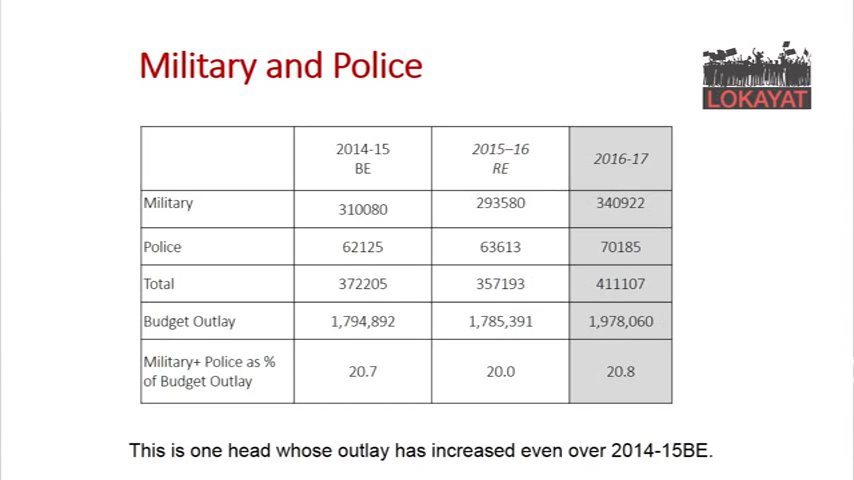 Military and Police
LOKAYAT
2014-15 2015–16 2016-17
BE RE
Military 310080 293580 340922
Police 62125 63613 70185
Total 372205 357193 411107
Budget Outlay 1,794,892 1,785,391 1,978,060
Military+ Police as %
of Budget Outlay 20.7 20.0 20.8
This is one head whose outlay has increased even over 2014-15BE.